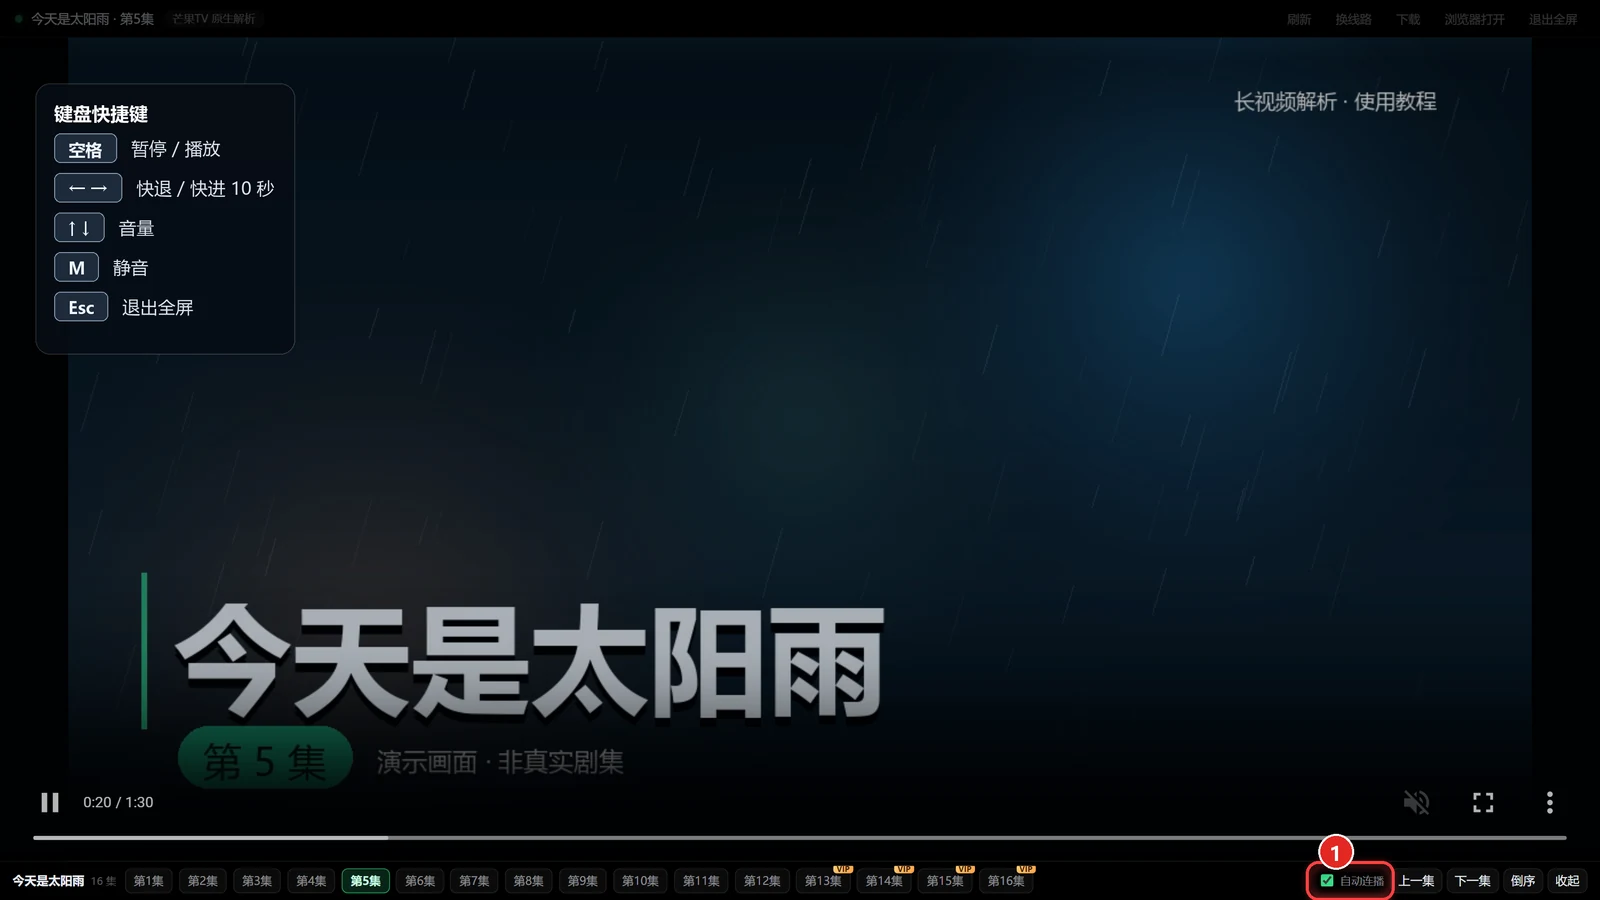 今天是太阳雨 · 第5集 芒果TV 原生解析 刷新 换线路 下载 浏览器打开 退出全屏
长视频解析 · 使用教程
键盘快捷键
空格 暂停 / 播放
←→ 快退 / 快进 10 秒
↑↓ 音量
M 静音
Esc 退出全屏
今天是太阳雨
第 5 集 演示画面 · 非真实剧集
0:20 / 1:30
1
今天是太阳雨 16 集 第1集 第2集 第3集 第4集 第5集 第6集 第7集 第8集 第9集 第10集 第11集 第12集 第13集 VIP 第14集 VIP 第15集 VIP 第16集 VIP 自动连播 上一集 下一集 倒序 收起